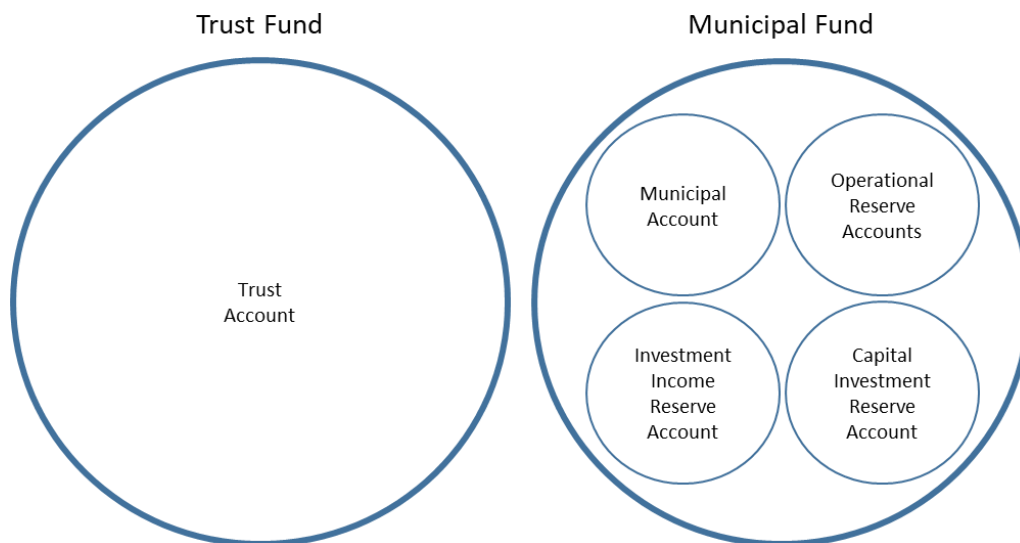 Trust Fund
Municipal Fund
Trust
Account
Municipal
Account
Operational
Reserve
Accounts
Investment
Income
Reserve
Account
Capital
Investment
Reserve
Account